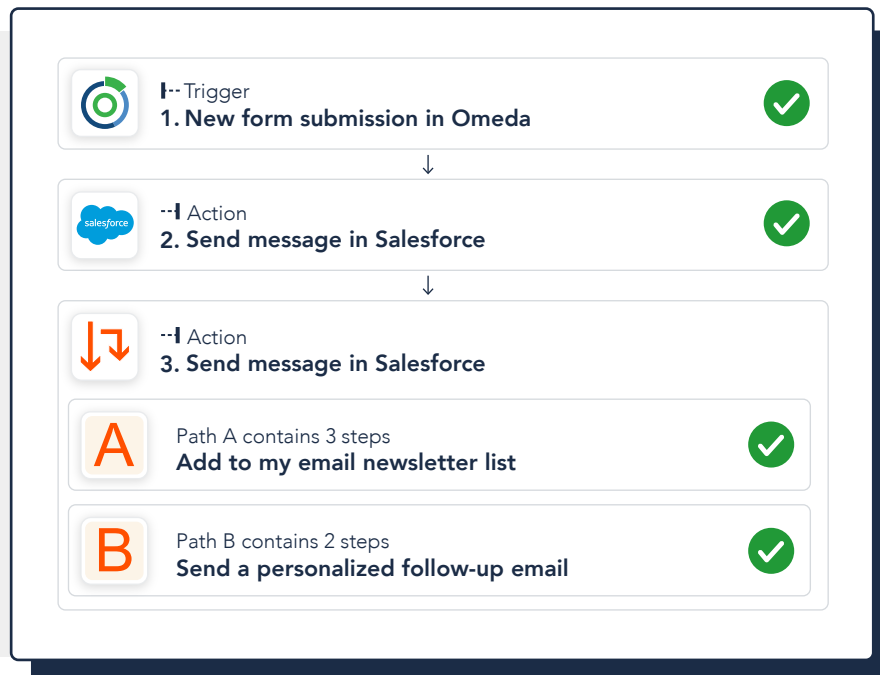 Trigger
1. New form submission in Omeda
salesforce
Action
2. Send message in Salesforce
Action
3. Send message in Salesforce
A
Path A contains 3 steps
Add to my email newsletter list
B
Path B contains 2 steps
Send a personalized follow-up email